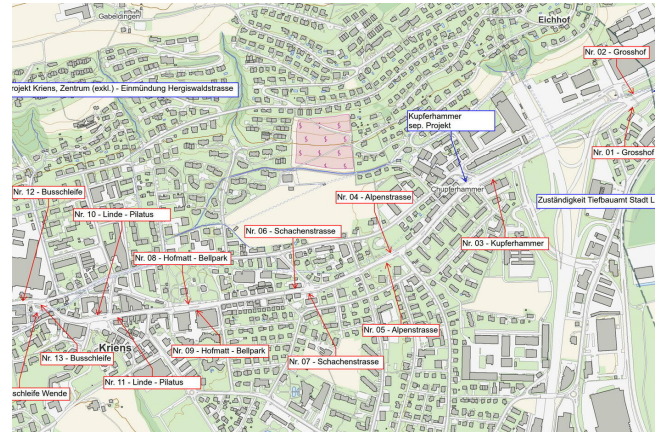 Gabeldingen
Eichhof
Nr. 02 - Grosshof
rojekt Kriens, Zentrum (exkl.) - Einmündung Hergiswaldstrasse
Kupferhammer
sep. Projekt
Nr. 01 - Grosshof
Chupferhammer
Nr. 12 - Busschleife
Nr. 04 - Alpenstrasse
Zuständigkeit Tiefbauamt Stadt L
Nr. 10 - Linde - Pilatus
Nr. 06 - Schachenstrasse
Nr. 03 - Kupferhammer
Nr. 08 - Hofmatt - Bellpark
Nr. 05 - Alpenstrasse
Kriens
Nr. 09 - Hofmatt - Bellpark
Nr. 13 - Busschleife
Nr. 07 - Schachenstrasse
Nr. 11 - Linde - Pilatus
schleife Wende